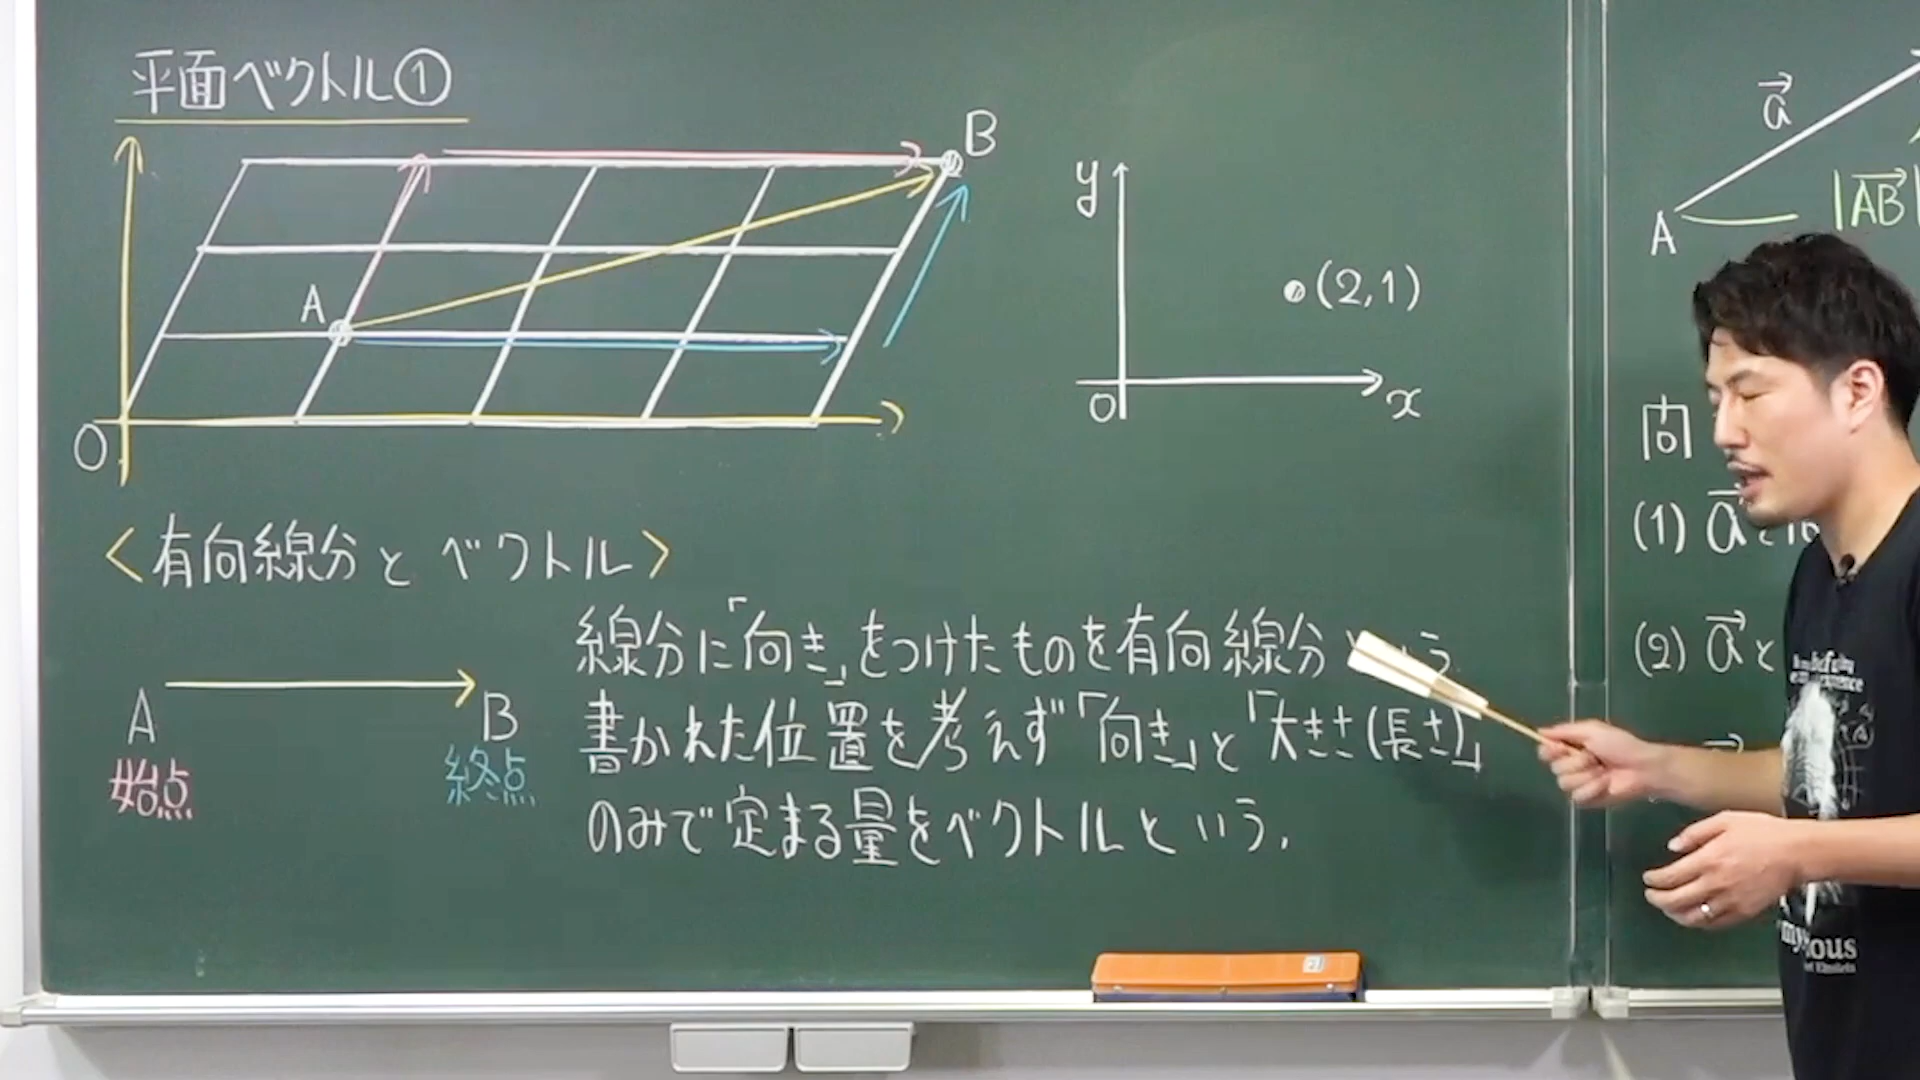 平面ベクトル①
B
A
O
y
(2,1)
O
x
<有向線分とベクトル>
線分に「向き」をつけたものを有向線分という
書かれた位置を考えず「向き」と「大きさ(長さ)」
のみで定まる量をベクトルという.
A
B
始点
終点
a→
A
|AB→|
問
(1) a→と
(2) a→と